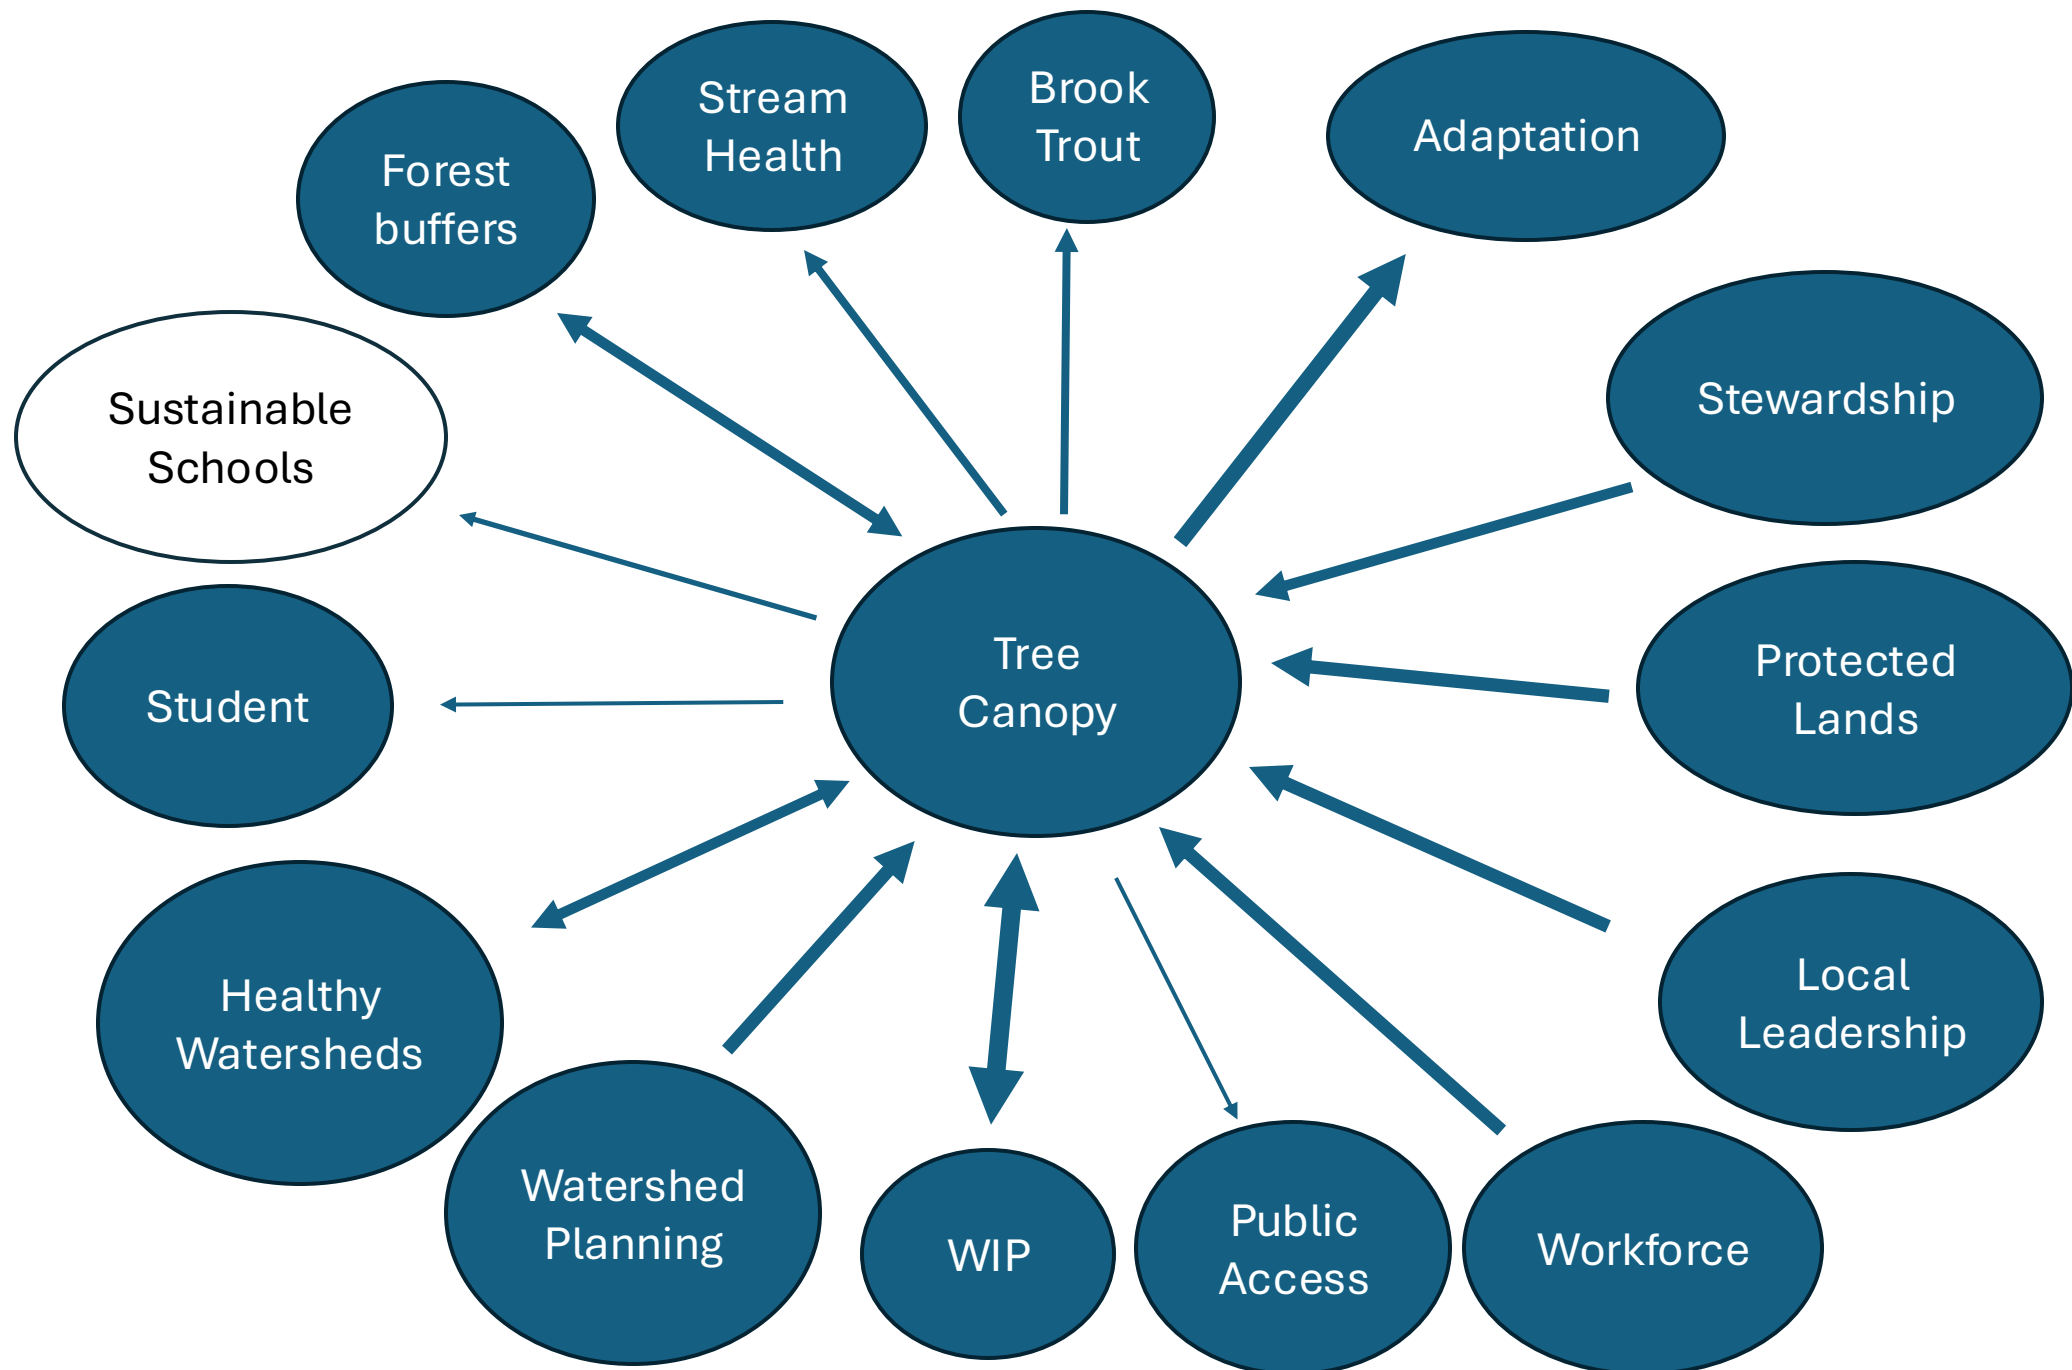 Stream
Health
Brook
Trout
Adaptation
Forest
buffers
Stewardship
Sustainable
Schools
Tree
Canopy
Protected
Lands
Student
Local
Leadership
Healthy
Watersheds
Watershed
Planning
WIP
Public
Access
Workforce